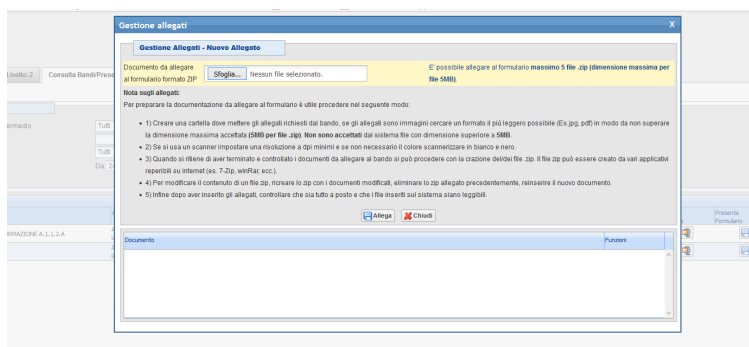 Gestione allegati
X
Gestione Allegati - Nuovo Allegato
Documento da allegare
al formulario formato ZIP
Sfoglia... Nessun file selezionato.
E' possibile allegare al formulario massimo 5 file .zip (dimensione massima per
file 5MB).
Nota sugli allegati:
Per preparare la documentazione da allegare al formulario è utile procedere nel seguente modo:
• 1) Creare una cartella dove mettere gli allegati richiesti dal bando, se gli allegati sono immagini cercare un formato il più leggero possibile (Es.jpg, pdf) in modo da non superare
la dimensione massima accettata (5MB per file .zip). Non sono accettati dal sistema file con dimensione superiore a 5MB.
• 2) Se si usa un scanner impostare una risoluzione a dpi minimi e se non necessario il colore scannerizzare in bianco e nero.
• 3) Quando si ritiene di aver terminato e controllato i documenti da allegare al bando si può procedere con la crazione del/dei file .zip. Il file zip può essere creato da vari applicativi
reperibili su internet (es. 7-Zip, winRar, ecc.).
• 4) Per modificare il contenuto di un file zip, ricreare lo zip con i documenti modificati, eliminare lo zip allegato precedentemente, reinserire il nuovo documento.
• 5) Infine dopo aver inserito gli allegati, controllare che sia tutto a posto e che i file inseriti sul sistema siano leggibili.
Allega Chiudi
Documento Funzioni
Livello: 2 Consulta Bandi/Prese
ermedio Tutti
Tutti
Da
Presenta
Formulario
RMAZIONE A.1.1.2.A